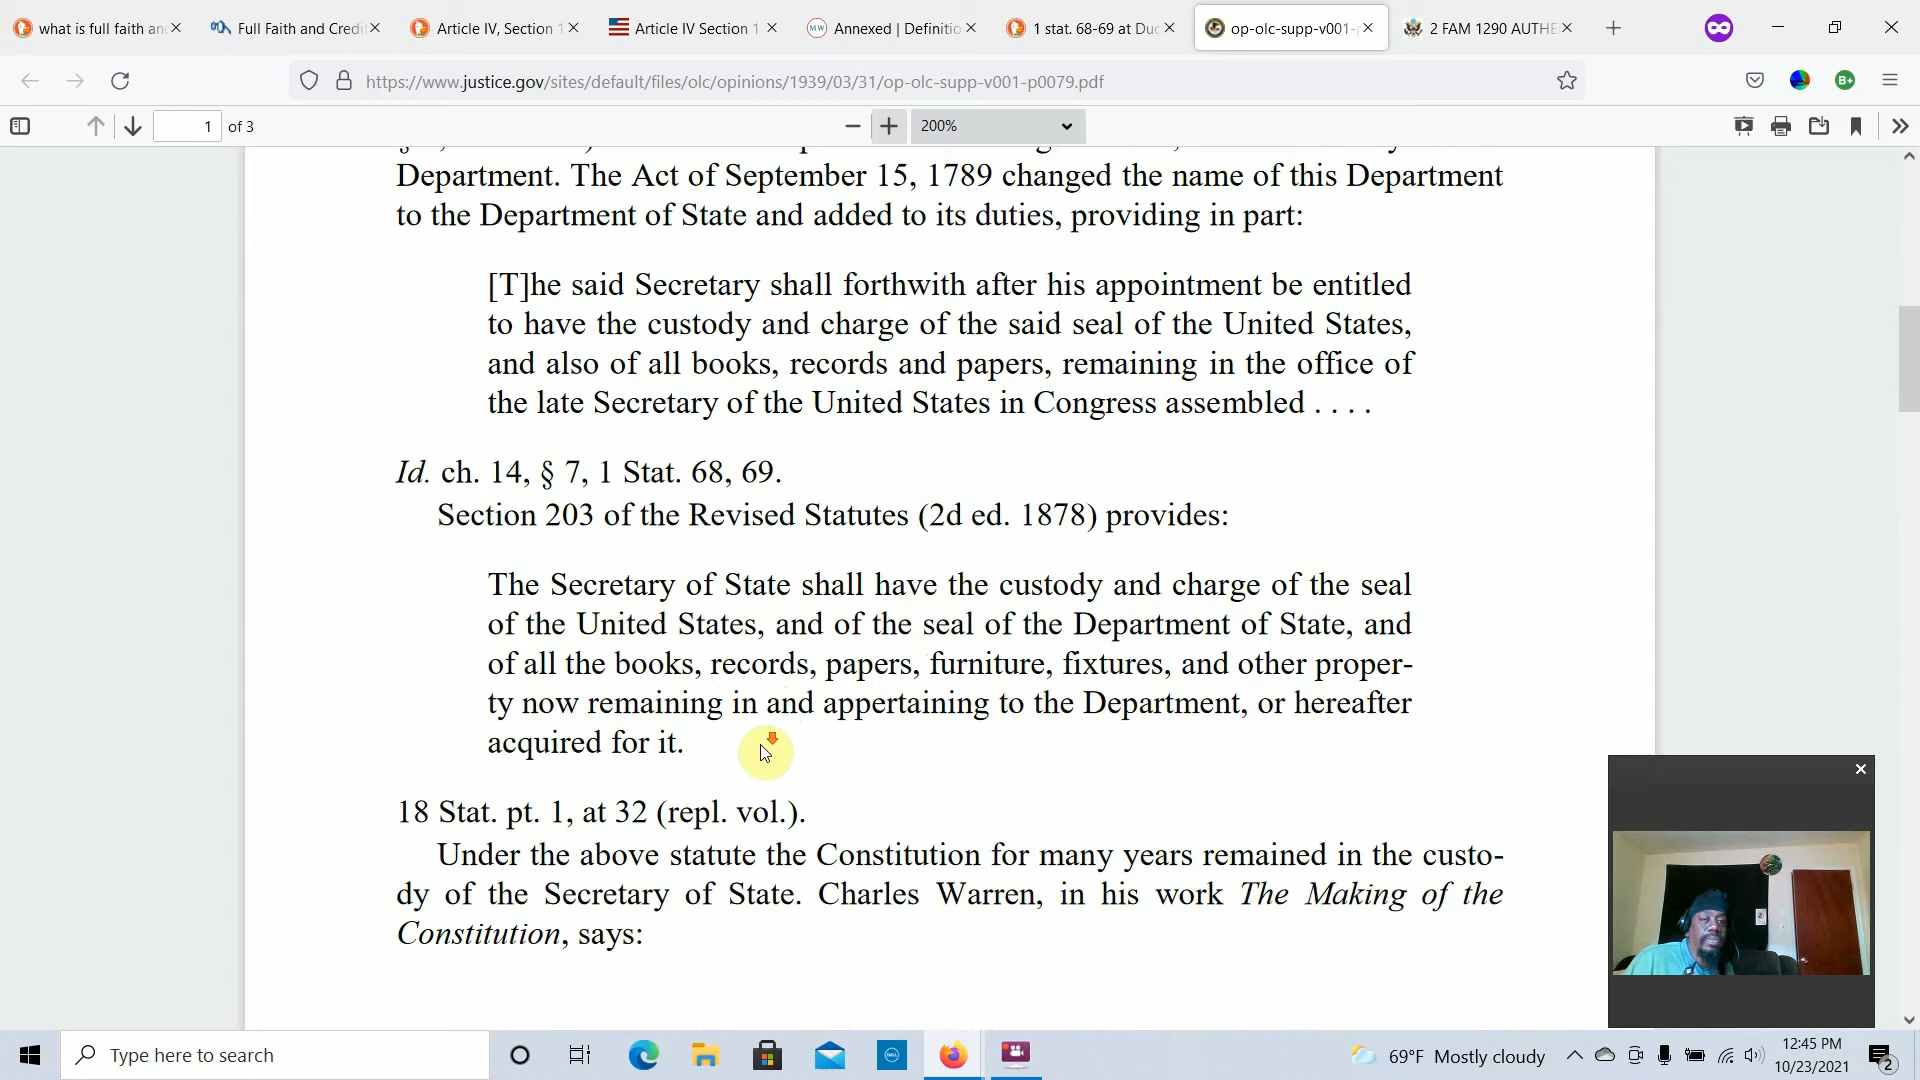 what is full faith an
Full Faith and Credi
Article IV, Section 1
Article IV Section 1
MW Annexed | Definitio
1 stat. 68-69 at Duc
op-olc-supp-v001-
2 FAM 1290 AUTHE
https://www.justice.gov/sites/default/files/olc/opinions/1939/03/31/op-olc-supp-v001-p0079.pdf
B+
1 of 3
200%
Department. The Act of September 15, 1789 changed the name of this Department
to the Department of State and added to its duties, providing in part:
[T]he said Secretary shall forthwith after his appointment be entitled
to have the custody and charge of the said seal of the United States,
and also of all books, records and papers, remaining in the office of
the late Secretary of the United States in Congress assembled . . . .
Id. ch. 14, § 7, 1 Stat. 68, 69.
Section 203 of the Revised Statutes (2d ed. 1878) provides:
The Secretary of State shall have the custody and charge of the seal
of the United States, and of the seal of the Department of State, and
of all the books, records, papers, furniture, fixtures, and other proper-
ty now remaining in and appertaining to the Department, or hereafter
acquired for it.
18 Stat. pt. 1, at 32 (repl. vol.).
Under the above statute the Constitution for many years remained in the custo-
dy of the Secretary of State. Charles Warren, in his work The Making of the
Constitution, says:
Type here to search
DELL
69°F Mostly cloudy
12:45 PM
10/23/2021
2